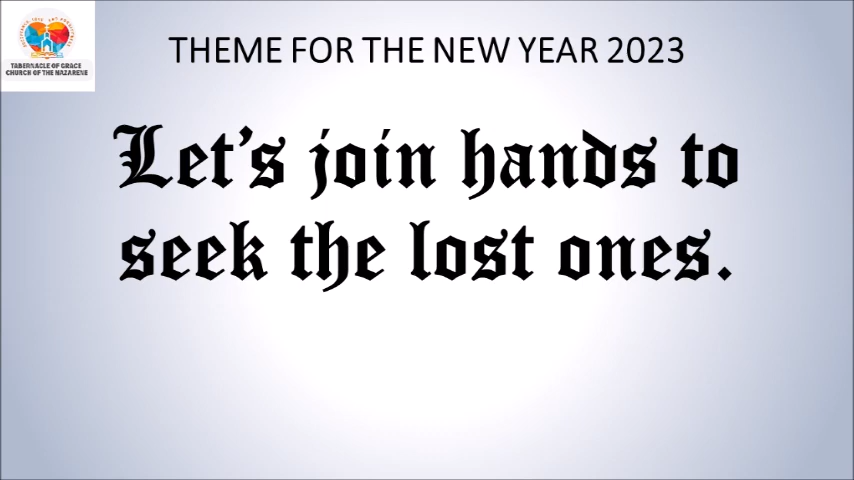 TABERNACLE OF GRACE
CHURCH OF THE NAZARENE
THEME FOR THE NEW YEAR 2023
Let's join hands to
seek the lost ones.